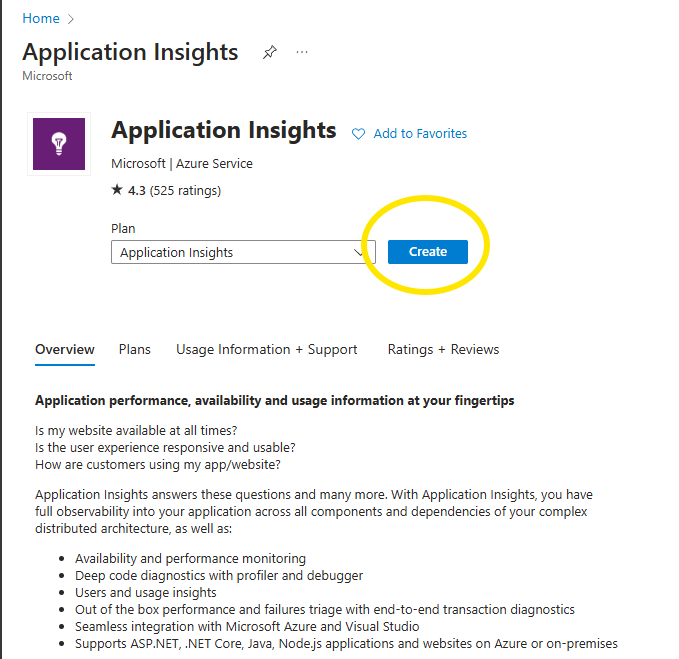 Home
Application Insights
Microsoft
Application Insights
Add to Favorites
Microsoft | Azure Service
4.3 (525 ratings)
Plan
Application Insights
Create
Overview Plans Usage Information + Support Ratings + Reviews
Application performance, availability and usage information at your fingertips
Is my website available at all times?
Is the user experience responsive and usable?
How are customers using my app/website?
Application Insights answers these questions and many more. With Application Insights, you have
full observability into your application across all components and dependencies of your complex
distributed architecture, as well as:
Availability and performance monitoring
Deep code diagnostics with profiler and debugger
Users and usage insights
Out of the box performance and failures triage with end-to-end transaction diagnostics
Seamless integration with Microsoft Azure and Visual Studio
Supports ASP.NET, .NET Core, Java, Node.js applications and websites on Azure or on-premises